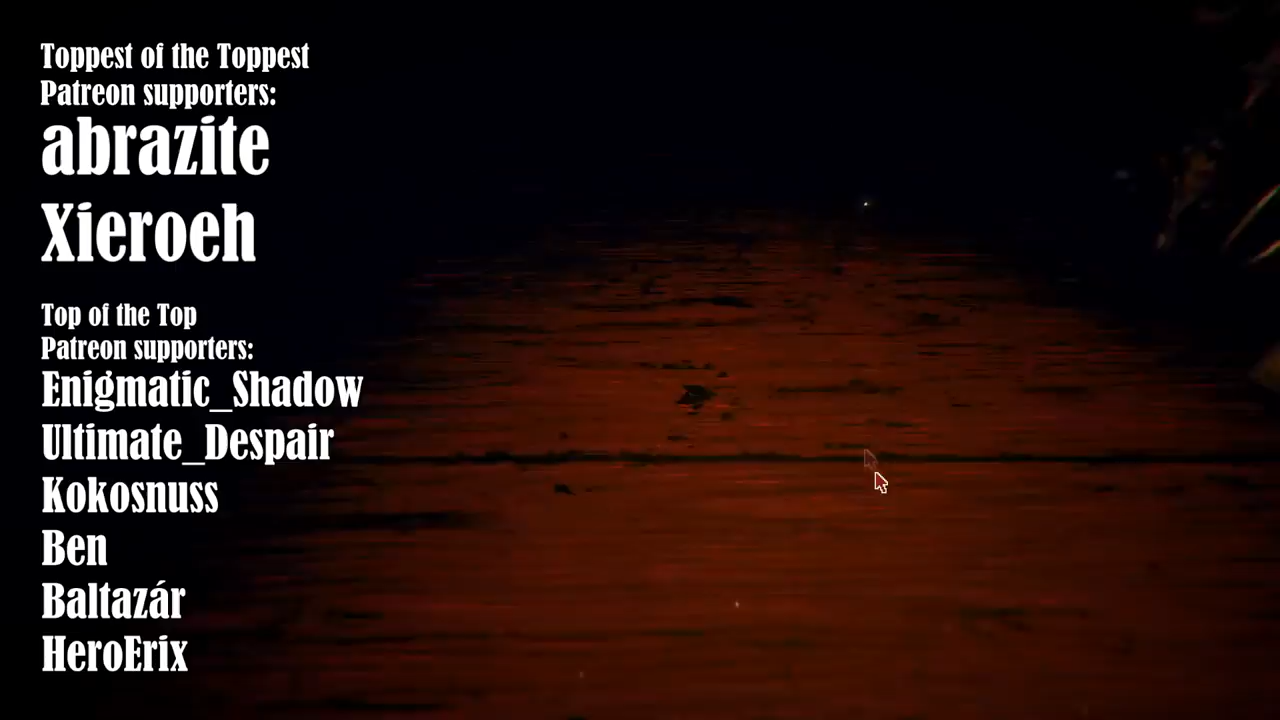 Toppest of the Toppest
Patreon supporters:
abrazite
Xieroeh
Top of the Top
Patreon supporters:
Enigmatic_Shadow
Ultimate_Despair
Kokosnuss
Ben
Baltazár
HeroErix